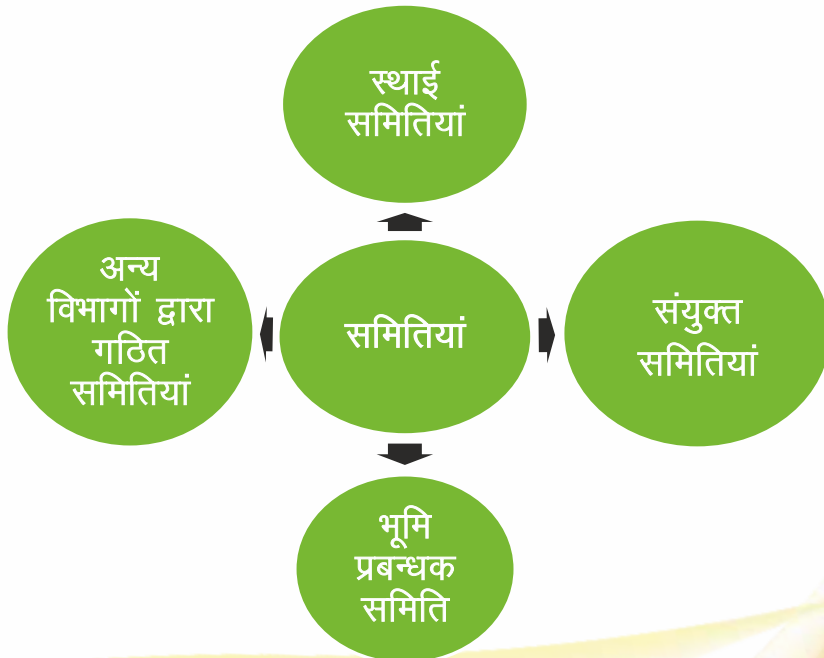 स्थाई
समितियां
अन्य
विभागों द्वारा
गठित
समितियां
समितियां
संयुक्त
समितियां
भूमि
प्रबन्धक
समिति